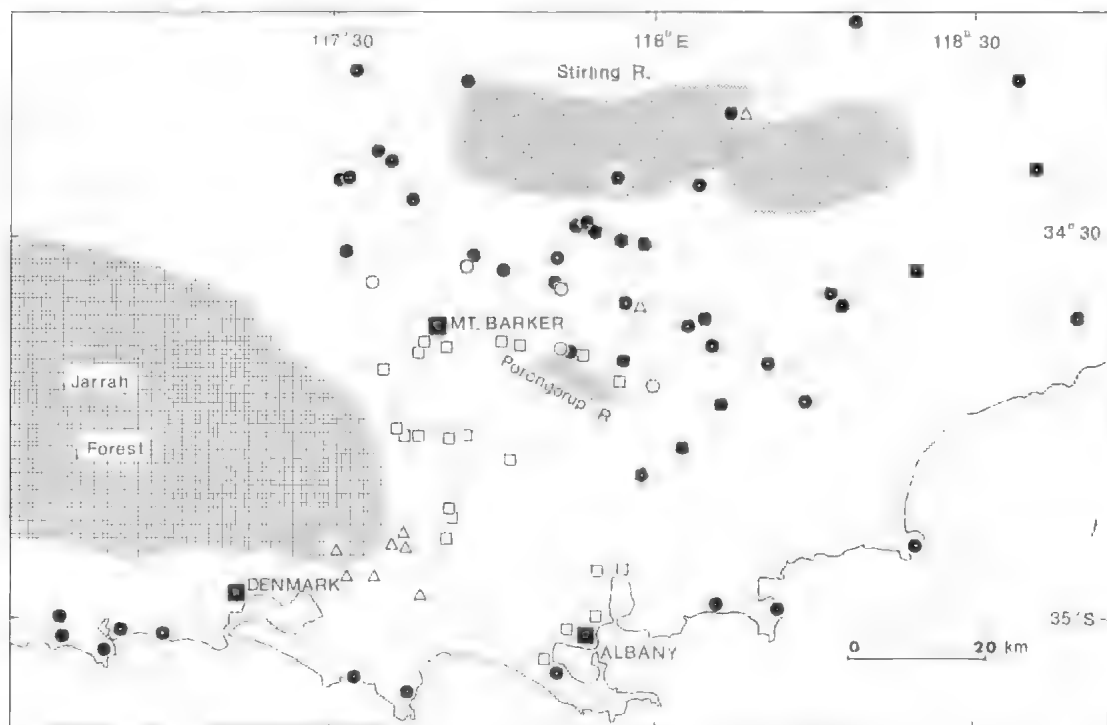 117°30
118°E
118°30
Stirling R.
34°30
MT. BARKER
Porongorup R
Jarrah
Forest
DENMARK
35°S
ALBANY
0 20 km